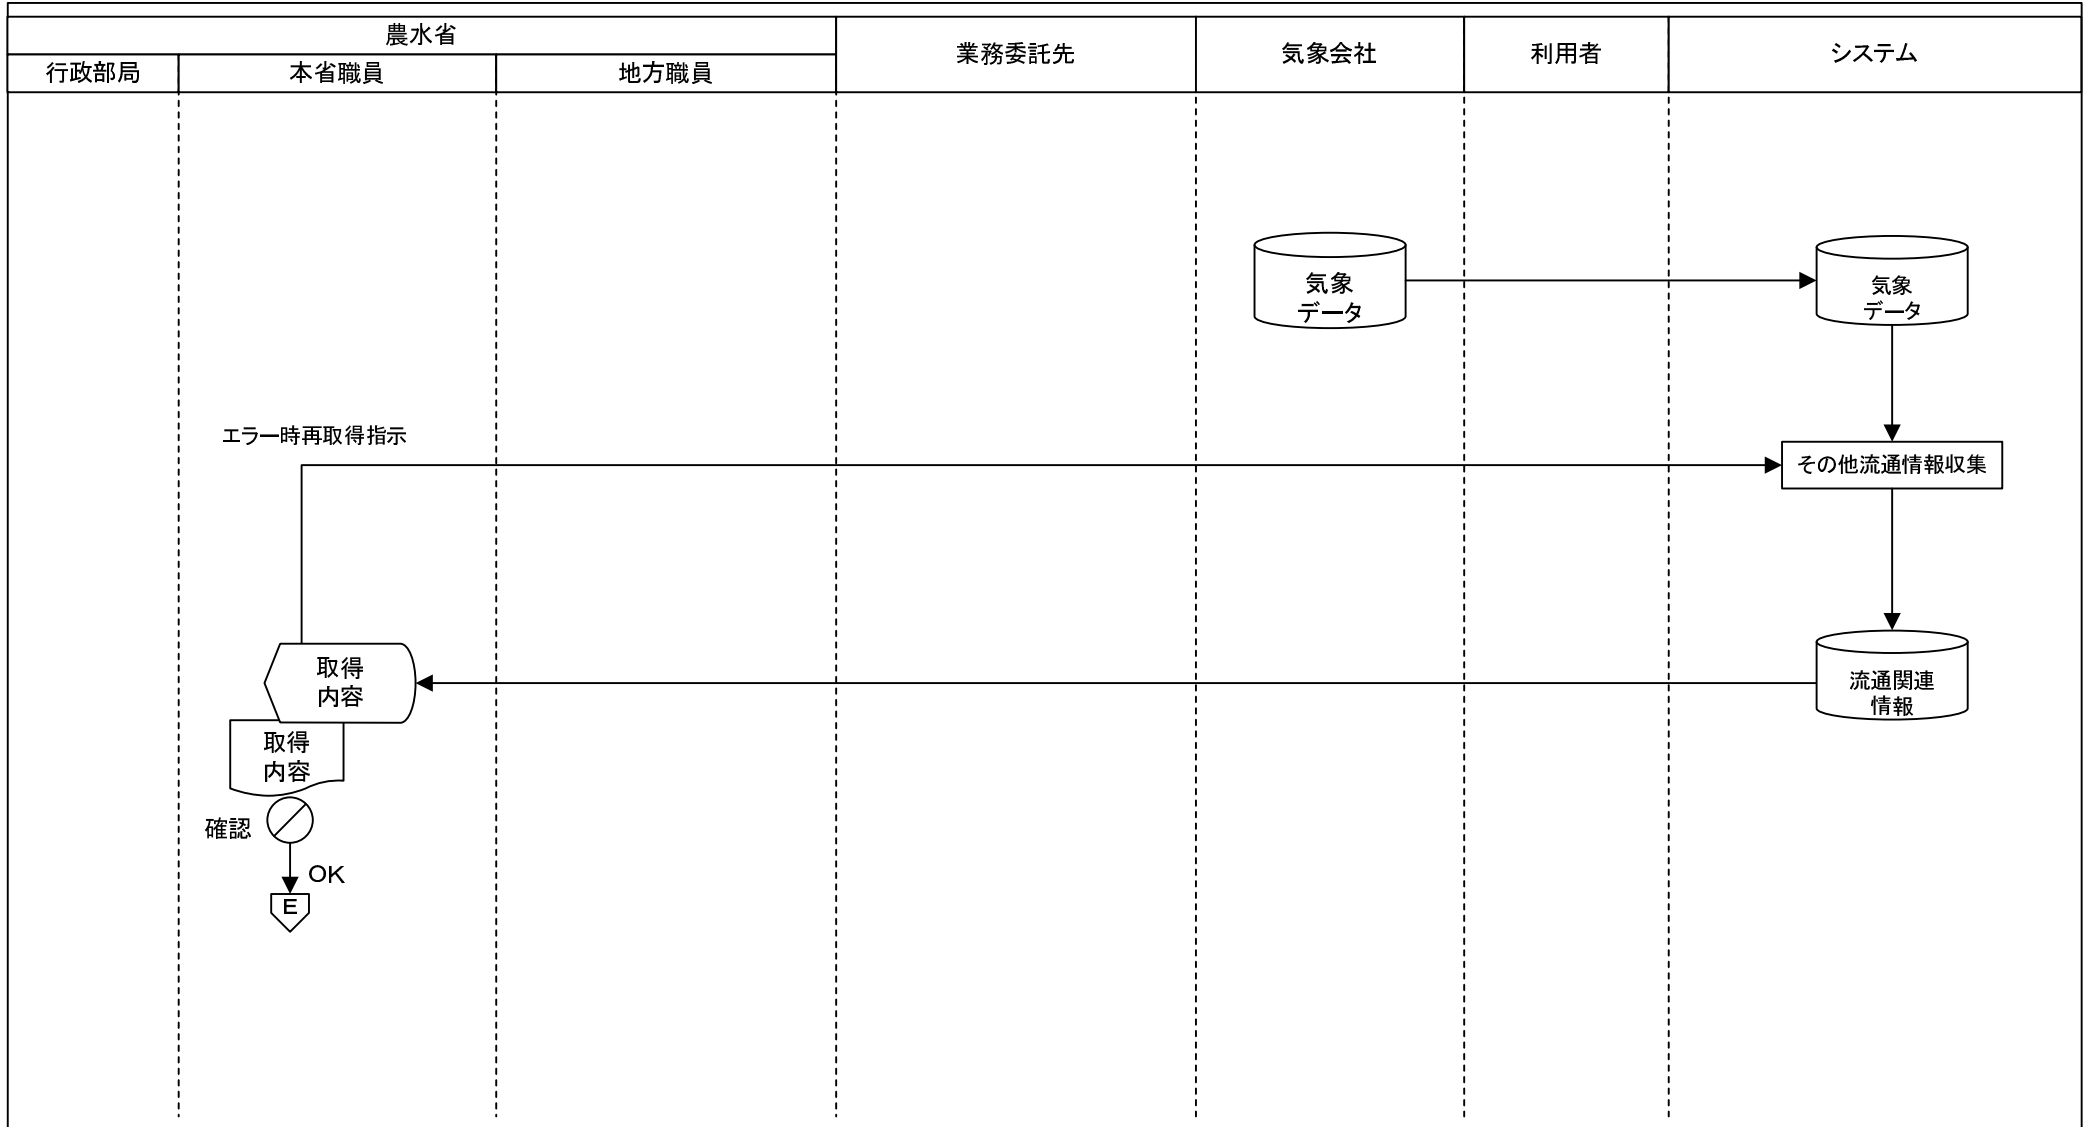 農水省
行政部局
本省職員
地方職員
業務委託先
気象会社
利用者
システム
気象
データ
気象
データ
エラー時再取得指示
その他流通情報収集
取得
内容
流通関連
情報
取得
内容
確認
OK
E